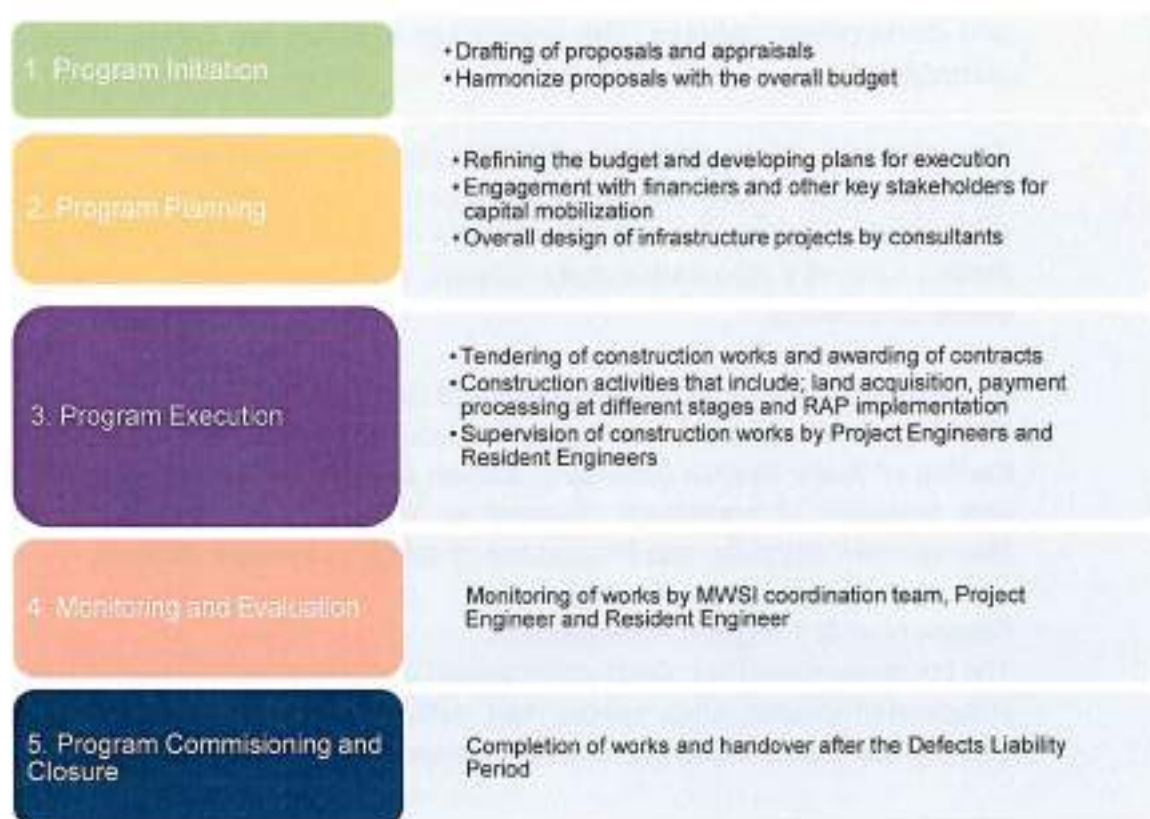 1. Program Initiation
•Drafting of proposals and appraisals
•Harmonize proposals with the overall budget
2. Program Planning
•Refining the budget and developing plans for execution
•Engagement with financiers and other key stakeholders for
capital mobilization
•Overall design of infrastructure projects by consultants
3. Program Execution
•Tendering of construction works and awarding of contracts
•Construction activities that include; land acquisition, payment
processing at different stages and RAP implementation
•Supervision of construction works by Project Engineers and
Resident Engineers
4. Monitoring and Evaluation
Monitoring of works by MWSI coordination team, Project
Engineer and Resident Engineer
5. Program Commisioning and
Closure
Completion of works and handover after the Defects Liability
Period